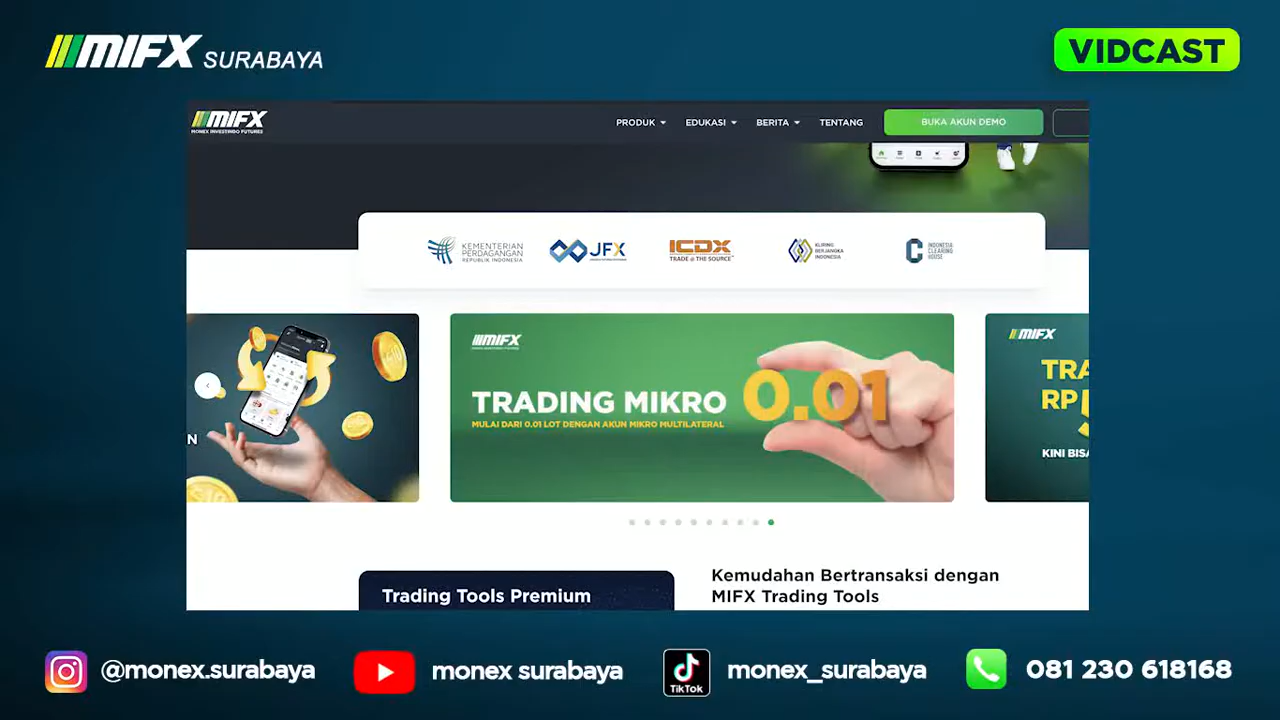 MIFX SURABAYA
VIDCAST
MIFX
MONEX INVESTINDO FUTURES
PRODUK
EDUKASI
BERITA
TENTANG
BUKA AKUN DEMO
KEMENTERIAN
PERDAGANGAN
REPUBLIK INDONESIA
JFX
ICDX
TRADE @ THE SOURCE
KLIRING
BERJANGKA
INDONESIA
INDONESIA
CLEARING
HOUSE
N
MIFX
TRADING MIKRO 0.01
MULAI DARI 0.01 LOT DENGAN AKUN MIKRO MULTILATERAL
MIFX
TRA
RP
KINI BISA
Trading Tools Premium
Kemudahan Bertransaksi dengan
MIFX Trading Tools
@monex.surabaya
monex surabaya
TikTok
monex_surabaya
081 230 618168